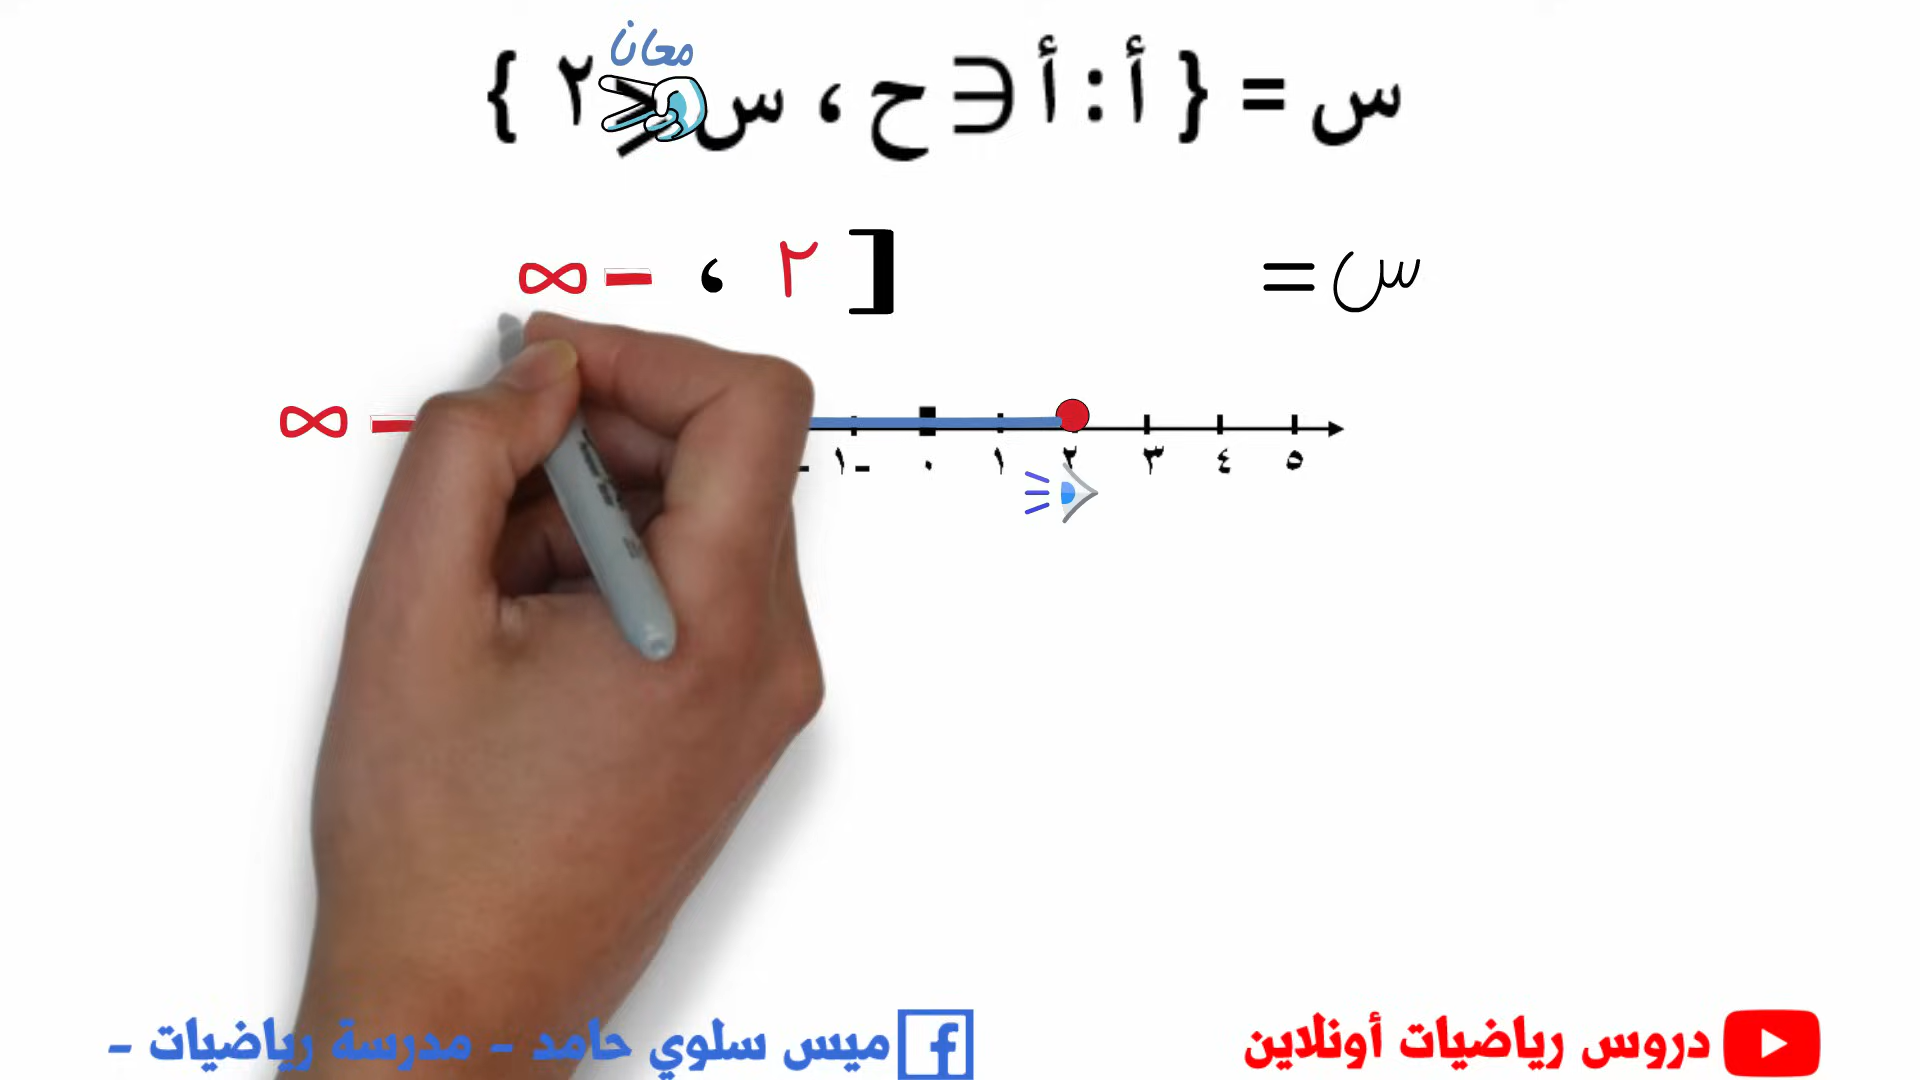 معانا
س = { أ : أ ∈ ح ، س ≥ ٢ }
س = [ ٢ ، -∞
∞ -
- ١- ٠ ١ ٢ ٣ ٤ ٥
دروس رياضيات أونلاين
ميس سلوي حامد - مدرسة رياضيات -